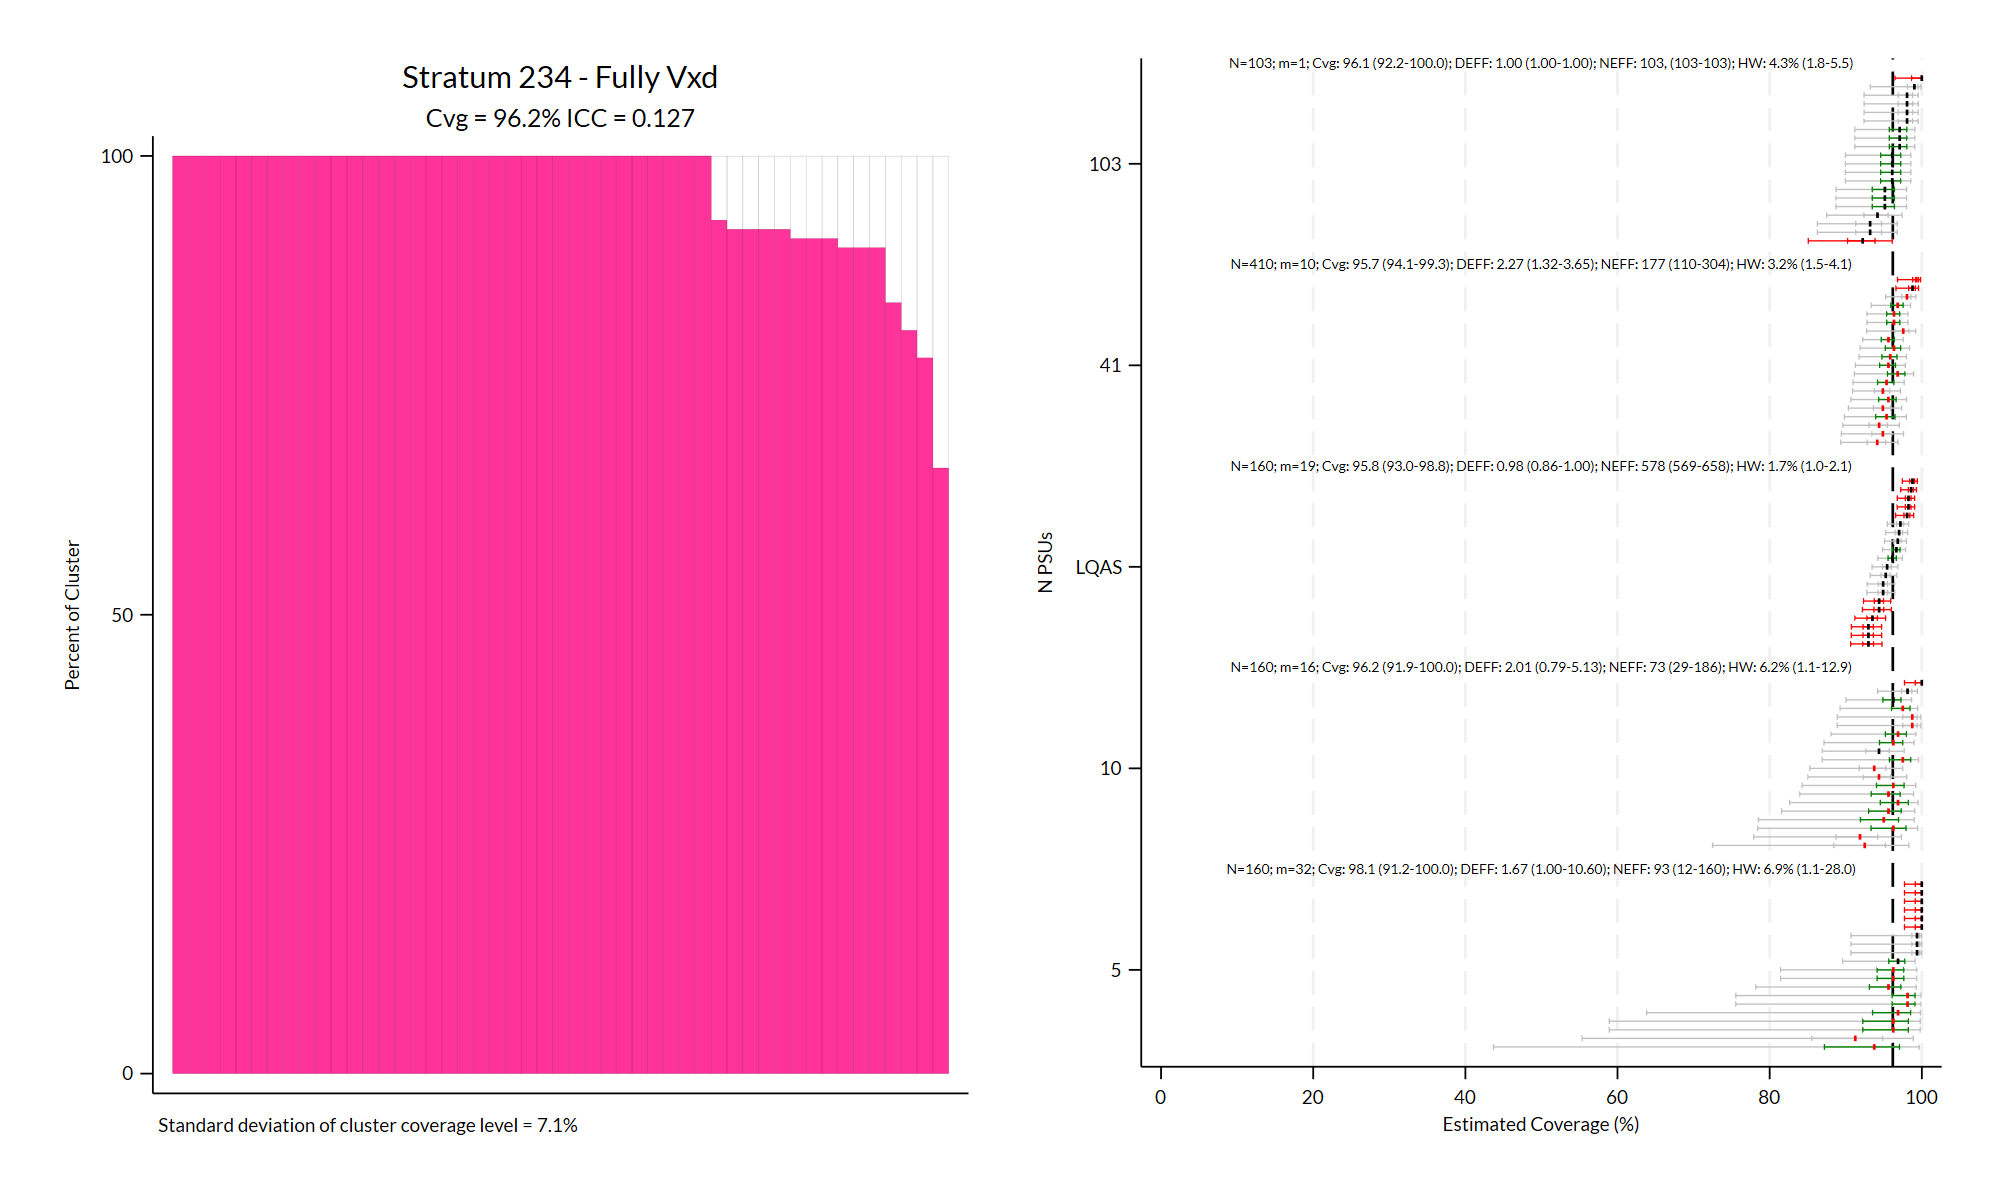 Stratum 234 - Fully Vxd
Cvg = 96.2% ICC = 0.127
100
50
0
Percent of Cluster
Standard deviation of cluster coverage level = 7.1%
N=103; m=1; Cvg: 96.1 (92.2-100.0); DEFF: 1.00 (1.00-1.00); NEFF: 103, (103-103); HW: 4.3% (1.8-5.5)
103
N=410; m=10; Cvg: 95.7 (94.1-99.3); DEFF: 2.27 (1.32-3.65); NEFF: 177 (110-304); HW: 3.2% (1.5-4.1)
41
N=160; m=19; Cvg: 95.8 (93.0-98.8); DEFF: 0.98 (0.86-1.00); NEFF: 578 (569-658); HW: 1.7% (1.0-2.1)
LQAS
N=160; m=16; Cvg: 96.2 (91.9-100.0); DEFF: 2.01 (0.79-5.13); NEFF: 73 (29-186); HW: 6.2% (1.1-12.9)
10
N=160; m=32; Cvg: 98.1 (91.2-100.0); DEFF: 1.67 (1.00-10.60); NEFF: 93 (12-160); HW: 6.9% (1.1-28.0)
5
N PSUs
0 20 40 60 80 100
Estimated Coverage (%)